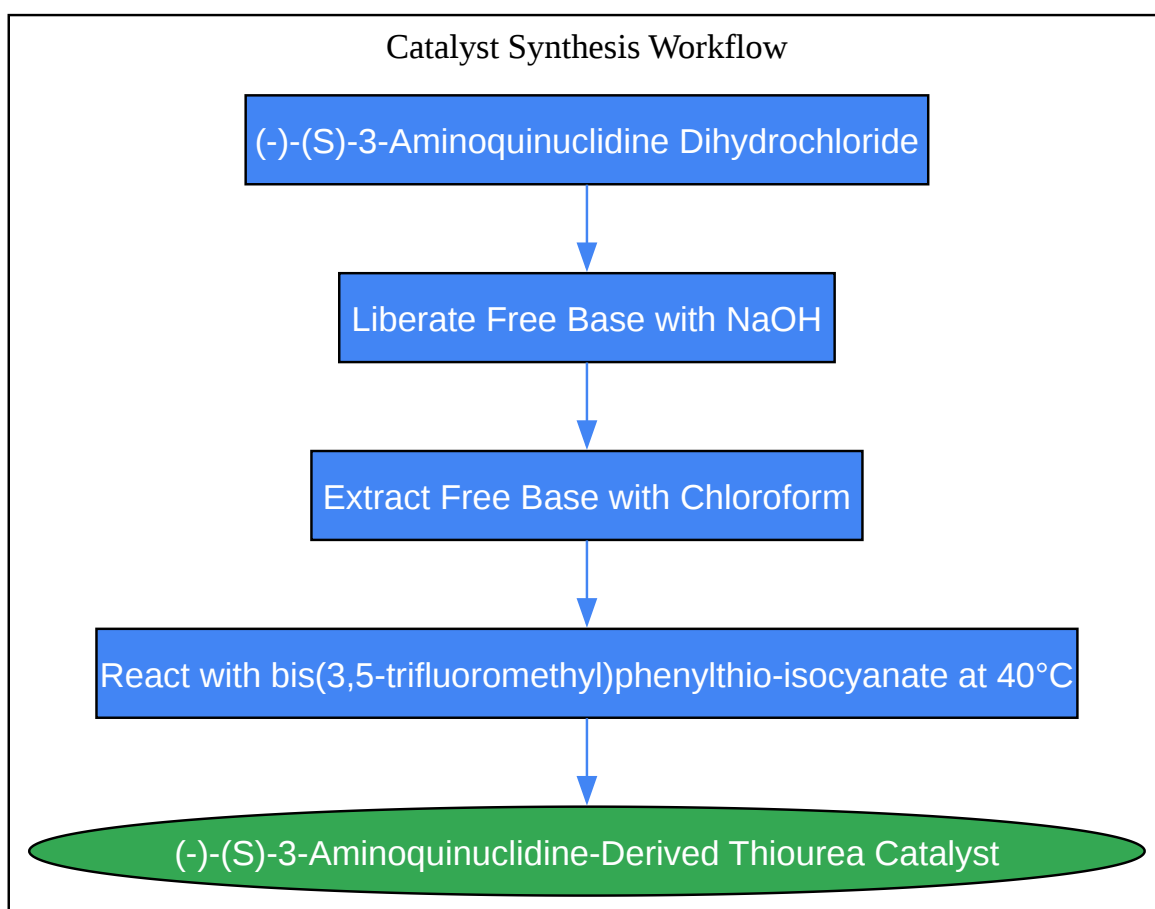 Catalyst Synthesis Workflow
(-)-(S)-3-Aminoquinuclidine Dihydrochloride
Liberate Free Base with NaOH
Extract Free Base with Chloroform
React with bis(3,5-trifluoromethyl)phenylthio-isocyanate at 40°C
(-)-(S)-3-Aminoquinuclidine-Derived Thiourea Catalyst